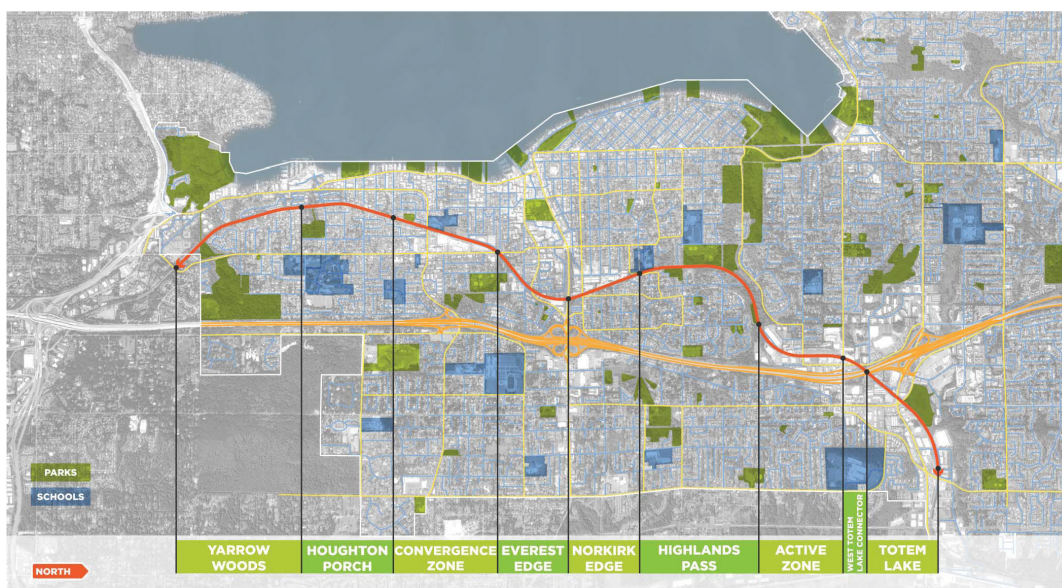 PARKS
SCHOOLS
NORTH
YARROW
WOODS
HOUGHTON
PORCH
CONVERGENCE
ZONE
EVEREST
EDGE
NORKIRK
EDGE
HIGHLANDS
PASS
ACTIVE
ZONE
WEST TOTEM
LAKE CONNECTOR
TOTEM
LAKE